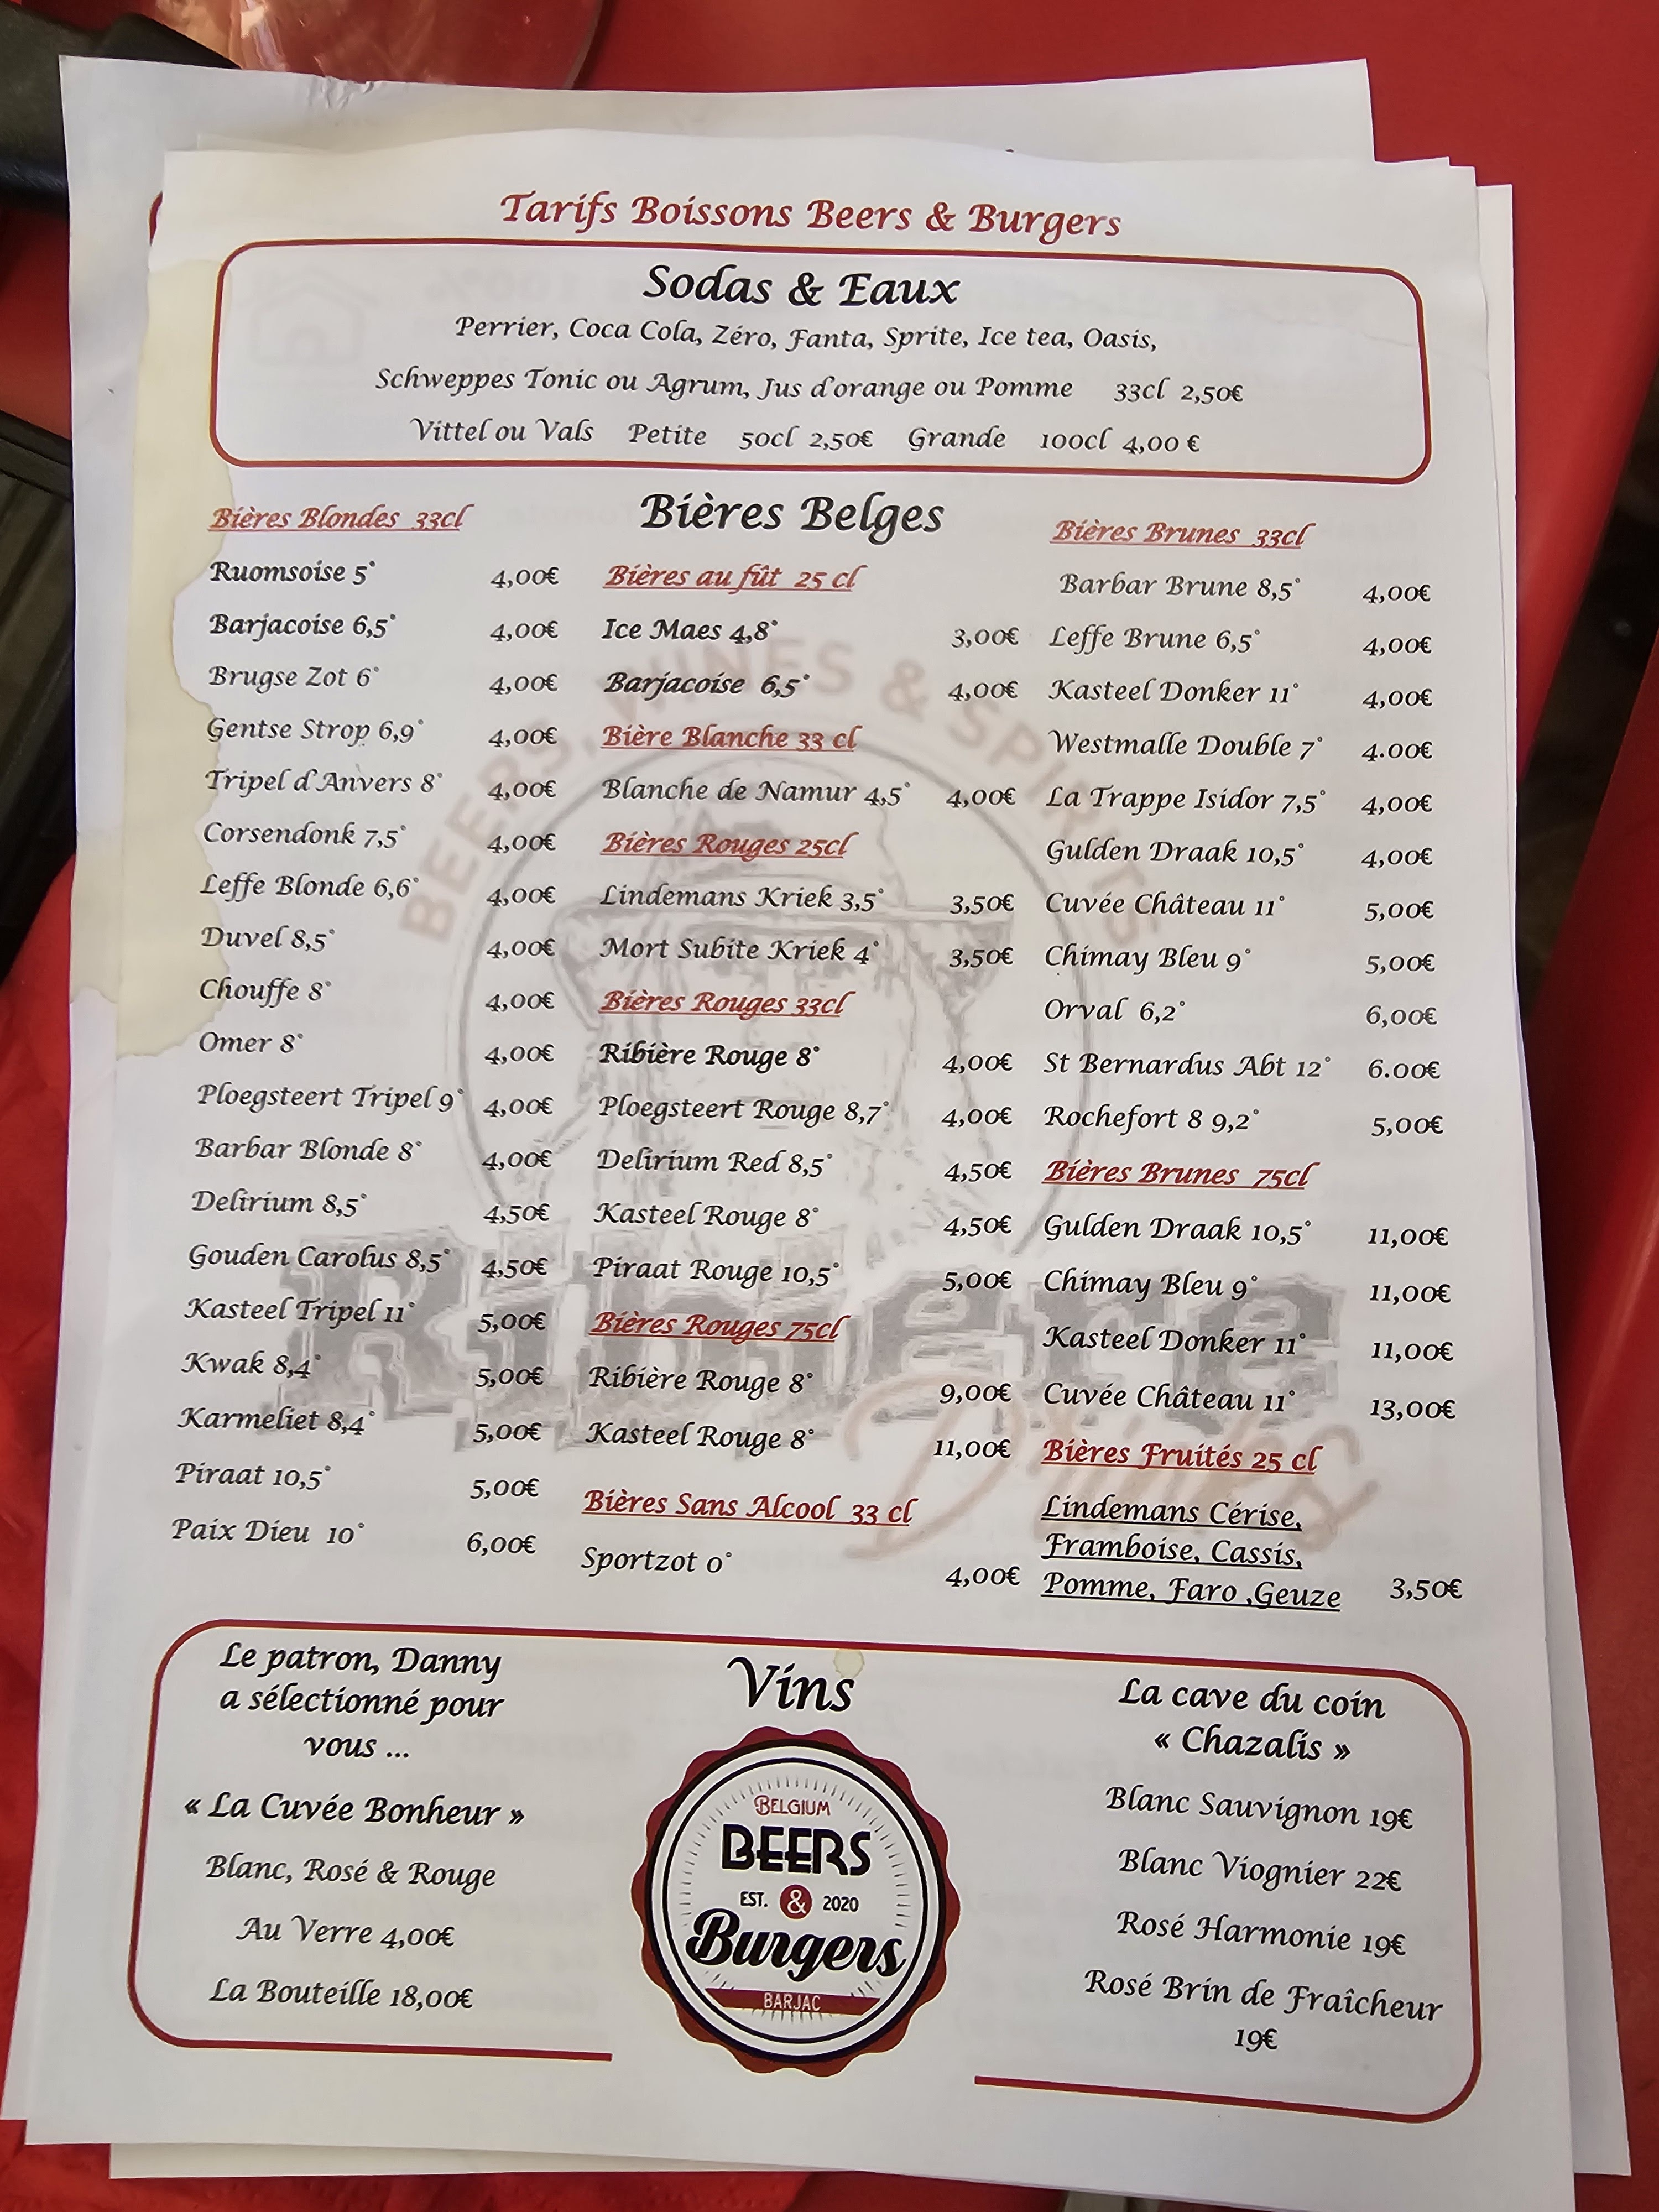 Tarifs Boissons Beers & Burgers
Sodas & Eaux
Perrier, Coca Cola, Zéro, Fanta, Sprite, Ice tea, Oasis,
Schweppes Tonic ou Agrum, Jus d'orange ou Pomme 33cl 2,50€
Vittel ou Vals Petite 50cl 2,50€ Grande 100cl 4,00 €
Bières Belges
Bières Blondes 33cl
Ruomsoise 5° 4,00€
Barjacoise 6,5° 4,00€
Brugse Zot 6° 4,00€
Gentse Strop 6,9° 4,00€
Tripel d'Anvers 8° 4,00€
Corsendonk 7,5° 4,00€
Leffe Blonde 6,6° 4,00€
Duvel 8,5° 4,00€
Chouffe 8° 4,00€
Omer 8° 4,00€
Ploegsteert Tripel 9° 4,00€
Barbar Blonde 8° 4,00€
Delirium 8,5° 4,50€
Gouden Carolus 8,5° 4,50€
Kasteel Tripel 11° 5,00€
Kwak 8,4° 5,00€
Karmeliet 8,4° 5,00€
Piraat 10,5° 5,00€
Paix Dieu 10° 6,00€
Bières au fût 25 cl
Ice Maes 4,8° 3,00€
Barjacoise 6,5° 4,00€
Bière Blanche 33 cl
Blanche de Namur 4,5° 4,00€
Bières Rouges 25cl
Lindemans Kriek 3,5° 3,50€
Mort Subite Kriek 4° 3,50€
Bières Rouges 33cl
Ribière Rouge 8° 4,00€
Ploegsteert Rouge 8,7° 4,00€
Delirium Red 8,5° 4,50€
Kasteel Rouge 8° 4,50€
Piraat Rouge 10,5° 5,00€
Bières Rouges 75cl
Ribière Rouge 8° 9,00€
Kasteel Rouge 8° 11,00€
Bières Sans Alcool 33 cl
Sportzot 0° 4,00€
Bières Brunes 33cl
Barbar Brune 8,5° 4,00€
Leffe Brune 6,5° 4,00€
Kasteel Donker 11° 4,00€
Westmalle Double 7° 4.00€
La Trappe Isidor 7,5° 4,00€
Gulden Draak 10,5° 4,00€
Cuvée Château 11° 5,00€
Chimay Bleu 9° 5,00€
Orval 6,2° 6,00€
St Bernardus Abt 12° 6.00€
Rochefort 8 9,2° 5,00€
Bières Brunes 75cl
Gulden Draak 10,5° 11,00€
Chimay Bleu 9° 11,00€
Kasteel Donker 11° 11,00€
Cuvée Château 11° 13,00€
Bières Fruités 25 cl
Lindemans Cérise,
Framboise, Cassis,
Pomme, Faro ,Geuze 3,50€
BEERS, WINES & SPIRITS
Ribière
Drinks
Le patron, Danny
a sélectionné pour
vous ...
« La Cuvée Bonheur »
Blanc, Rosé & Rouge
Au Verre 4,00€
La Bouteille 18,00€
Vins
BELGIUM
BEERS
EST. & 2020
Burgers
BARJAC
La cave du coin
« Chazalis »
Blanc Sauvignon 19€
Blanc Viognier 22€
Rosé Harmonie 19€
Rosé Brin de Fraîcheur
19€